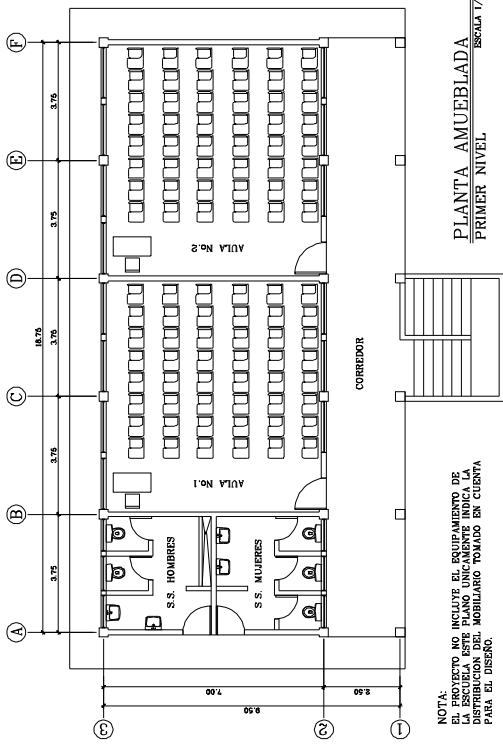 F
E
D
C
B
A
3.75
3.75
3.75
3.75
3.75
18.75
AULA No.2
AULA No.1
S.S. HOMBRES
S.S. MUJERES
CORREDOR
7.00
2.50
9.50
3
2
1
PLANTA AMUEBLADA
PRIMER NIVEL
ESCALA 1/
NOTA:
EL PROYECTO NO INCLUYE EL EQUIPAMIENTO DE
LA ESCUELA ESTE PLANO UNICAMENTE INDICA LA
DISTRIBUCION DEL MOBILIARIO TOMADO EN CUENTA
PARA EL DISEÑO.